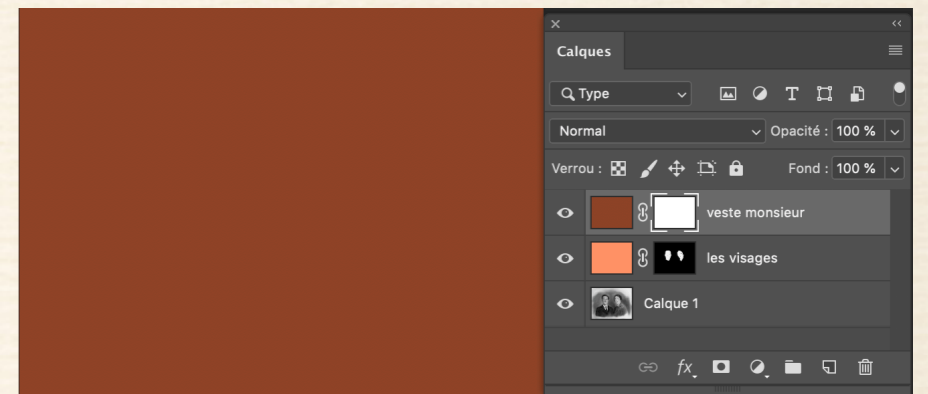 Calques
Type
Normal Opacité : 100 %
Verrou : Fond : 100 %
veste monsieur
les visages
Calque 1
fx